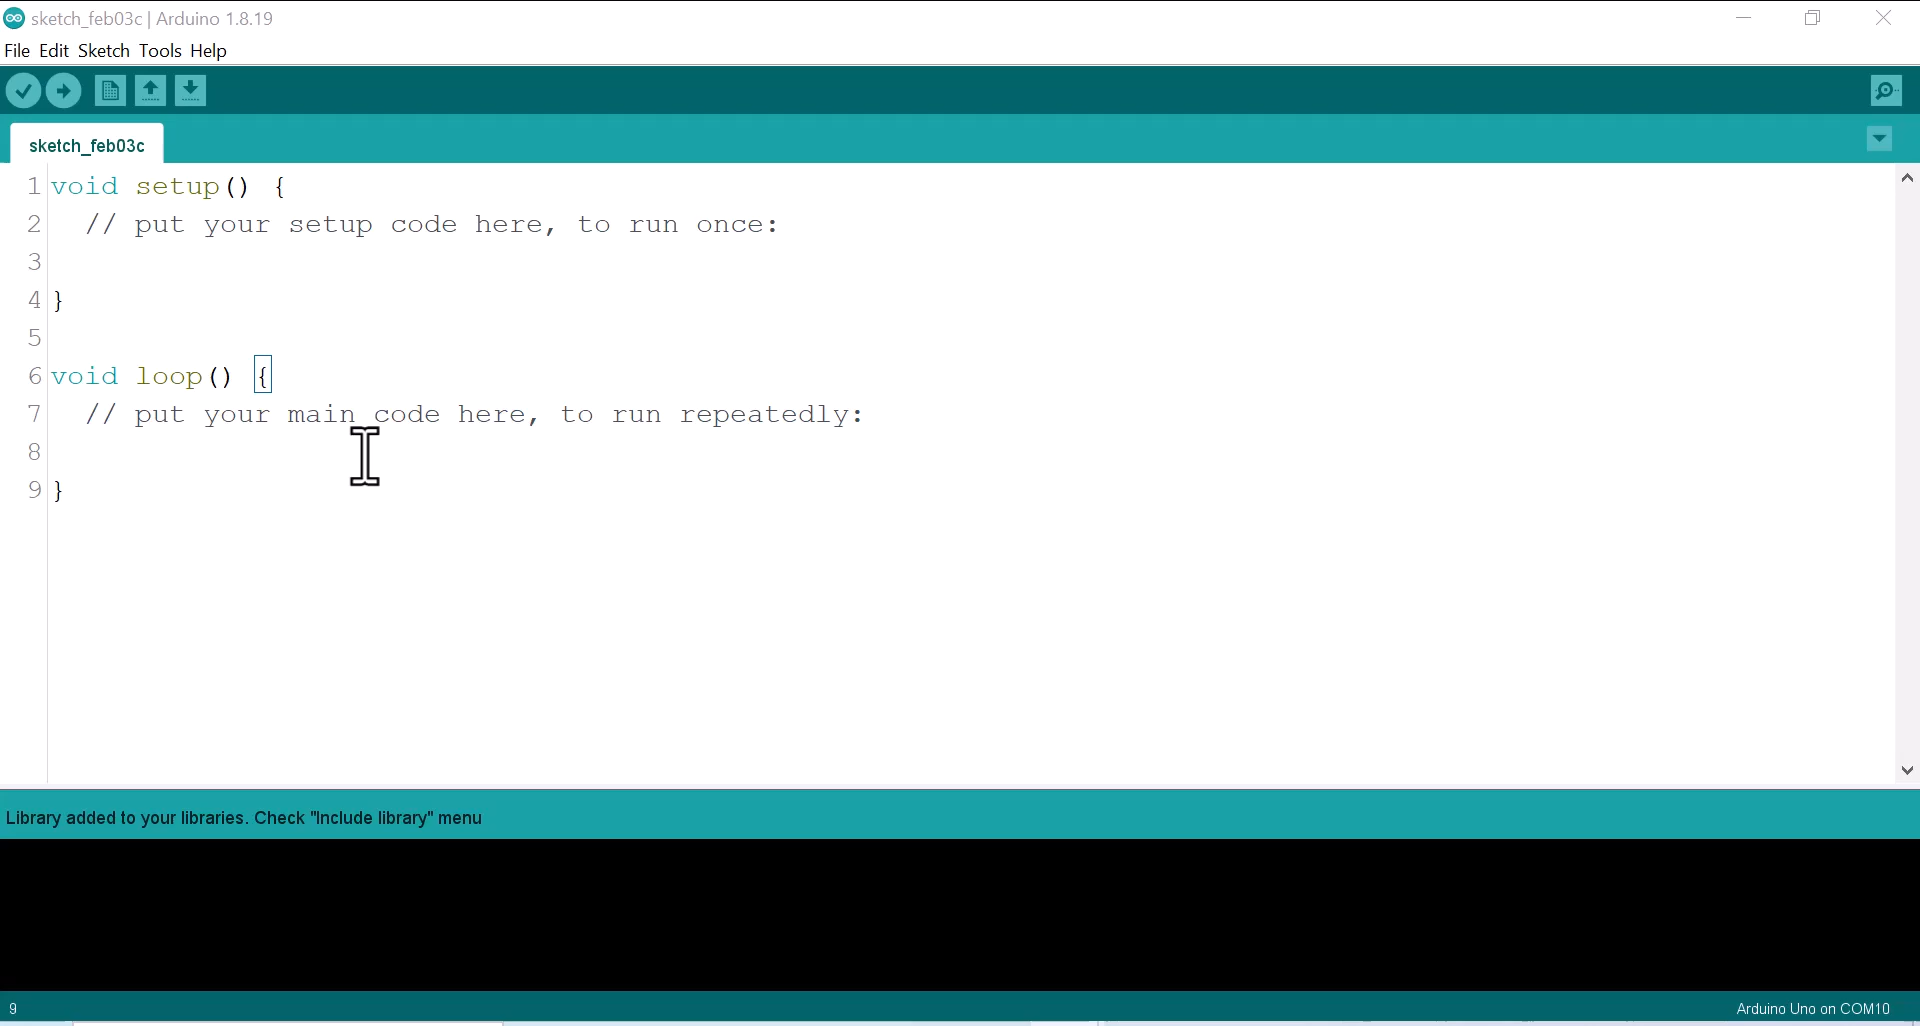 sketch_feb03c | Arduino 1.8.19
File Edit Sketch Tools Help
sketch_feb03c
1 void setup() {
2   // put your setup code here, to run once:
3
4 }
5
6 void loop() {
7   // put your main code here, to run repeatedly:
8
9 }
Library added to your libraries. Check "Include library" menu
9
Arduino Uno on COM10